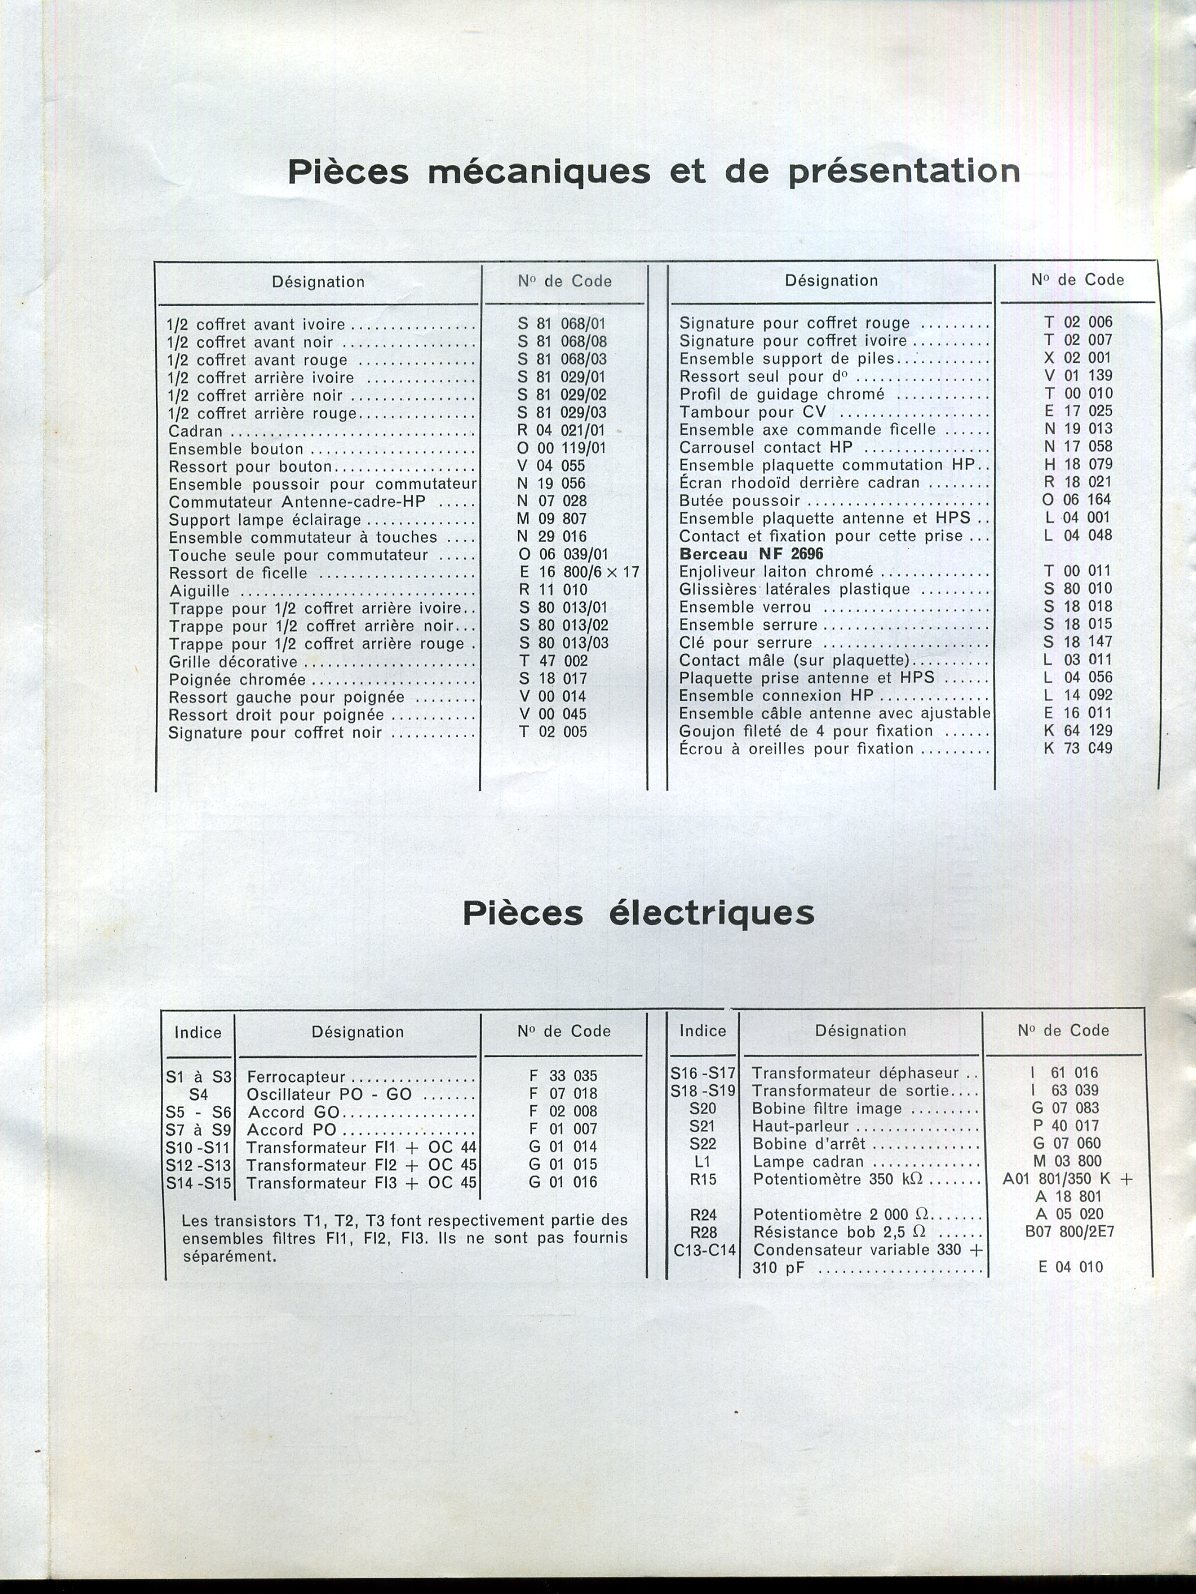 Pièces mécaniques et de présentation
Désignation Nº de Code
1/2 coffret avant ivoire ................ S 81 068/01
1/2 coffret avant noir ................. S 81 068/08
1/2 coffret avant rouge ............... S 81 068/03
1/2 coffret arrière ivoire .............. S 81 029/01
1/2 coffret arrière noir ................ S 81 029/02
1/2 coffret arrière rouge............... S 81 029/03
Cadran ............................... R 04 021/01
Ensemble bouton ..................... O 00 119/01
Ressort pour bouton.................. V 04 055
Ensemble poussoir pour commutateur N 19 056
Commutateur Antenne-cadre-HP ..... N 07 028
Support lampe éclairage .............. M 09 807
Ensemble commutateur à touches .... N 29 016
Touche seule pour commutateur ..... O 06 039/01
Ressort de ficelle .................... E 16 800/6 × 17
Aiguille .............................. R 11 010
Trappe pour 1/2 coffret arrière ivoire.. S 80 013/01
Trappe pour 1/2 coffret arrière noir... S 80 013/02
Trappe pour 1/2 coffret arrière rouge . S 80 013/03
Grille décorative ...................... T 47 002
Poignée chromée ..................... S 18 017
Ressort gauche pour poignée ........ V 00 014
Ressort droit pour poignée ........... V 00 045
Signature pour coffret noir ........... T 02 005
Désignation Nº de Code
Signature pour coffret rouge ......... T 02 006
Signature pour coffret ivoire .......... T 02 007
Ensemble support de piles............ X 02 001
Ressort seul pour dº ................. V 01 139
Profil de guidage chromé ............ T 00 010
Tambour pour CV ................... E 17 025
Ensemble axe commande ficelle ...... N 19 013
Carrousel contact HP ................ N 17 058
Ensemble plaquette commutation HP.. H 18 079
Écran rhodoïd derrière cadran ........ R 18 021
Butée poussoir ....................... O 06 164
Ensemble plaquette antenne et HPS .. L 04 001
Contact et fixation pour cette prise ... L 04 048
Berceau NF 2696
Enjoliveur laiton chromé .............. T 00 011
Glissières latérales plastique ......... S 80 010
Ensemble verrou ..................... S 18 018
Ensemble serrure ..................... S 18 015
Clé pour serrure ..................... S 18 147
Contact mâle (sur plaquette).......... L 03 011
Plaquette prise antenne et HPS ...... L 04 056
Ensemble connexion HP .............. L 14 092
Ensemble câble antenne avec ajustable E 16 011
Goujon fileté de 4 pour fixation ...... K 64 129
Écrou à oreilles pour fixation ......... K 73 C49
Pièces électriques
Indice Désignation Nº de Code
S1 à S3 Ferrocapteur ................ F 33 035
S4 Oscillateur PO - GO ....... F 07 018
S5 - S6 Accord GO................. F 02 008
S7 à S9 Accord PO ................. F 01 007
S10 -S11 Transformateur FI1 + OC 44 G 01 014
S12 -S13 Transformateur FI2 + OC 45 G 01 015
S14 -S15 Transformateur FI3 + OC 45 G 01 016
Les transistors T1, T2, T3 font respectivement partie des
ensembles filtres FI1, FI2, FI3. Ils ne sont pas fournis
séparément.
Indice Désignation Nº de Code
S16 -S17 Transformateur déphaseur .. I 61 016
S18 -S19 Transformateur de sortie.... I 63 039
S20 Bobine filtre image ......... G 07 083
S21 Haut-parleur ................ P 40 017
S22 Bobine d'arrêt .............. G 07 060
L1 Lampe cadran .............. M 03 800
R15 Potentiomètre 350 kΩ ....... A01 801/350 K +
A 18 801
R24 Potentiomètre 2 000 Ω....... A 05 020
R28 Résistance bob 2,5 Ω ...... B07 800/2E7
C13-C14 Condensateur variable 330 +
310 pF ..................... E 04 010